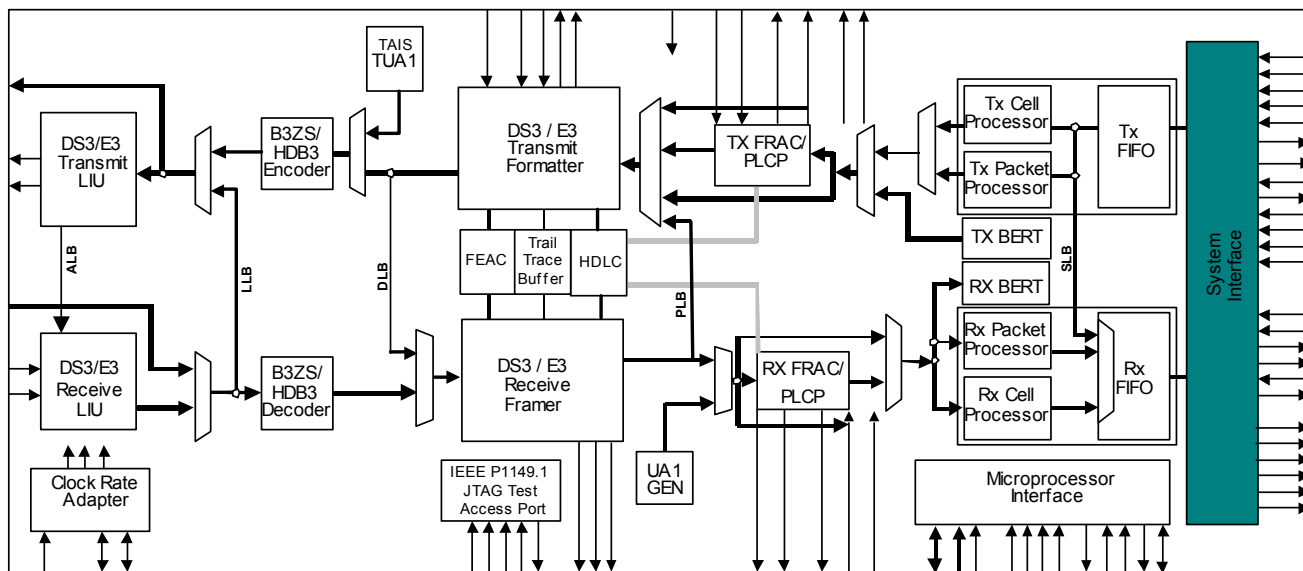 TAIS
TUA1
DS3/E3
Transmit
LIU
B3ZS/
HDB3
Encoder
DS3 / E3
Transmit
Formatter
TX FRAC/
PLCP
Tx Cell
Processor
Tx Packet
Processor
Tx
FIFO
TX BERT
RX BERT
System
Interface
ALB
LLB
DLB
PLB
SLB
FEAC
Trail
Trace
Buffer
HDLC
DS3/E3
Receive
LIU
B3ZS/
HDB3
Decoder
DS3 / E3
Receive
Framer
RX FRAC/
PLCP
Rx Packet
Processor
Rx Cell
Processor
Rx
FIFO
Clock Rate
Adapter
IEEE P1149.1
JTAG Test
Access Port
UA1
GEN
Microprocessor
Interface